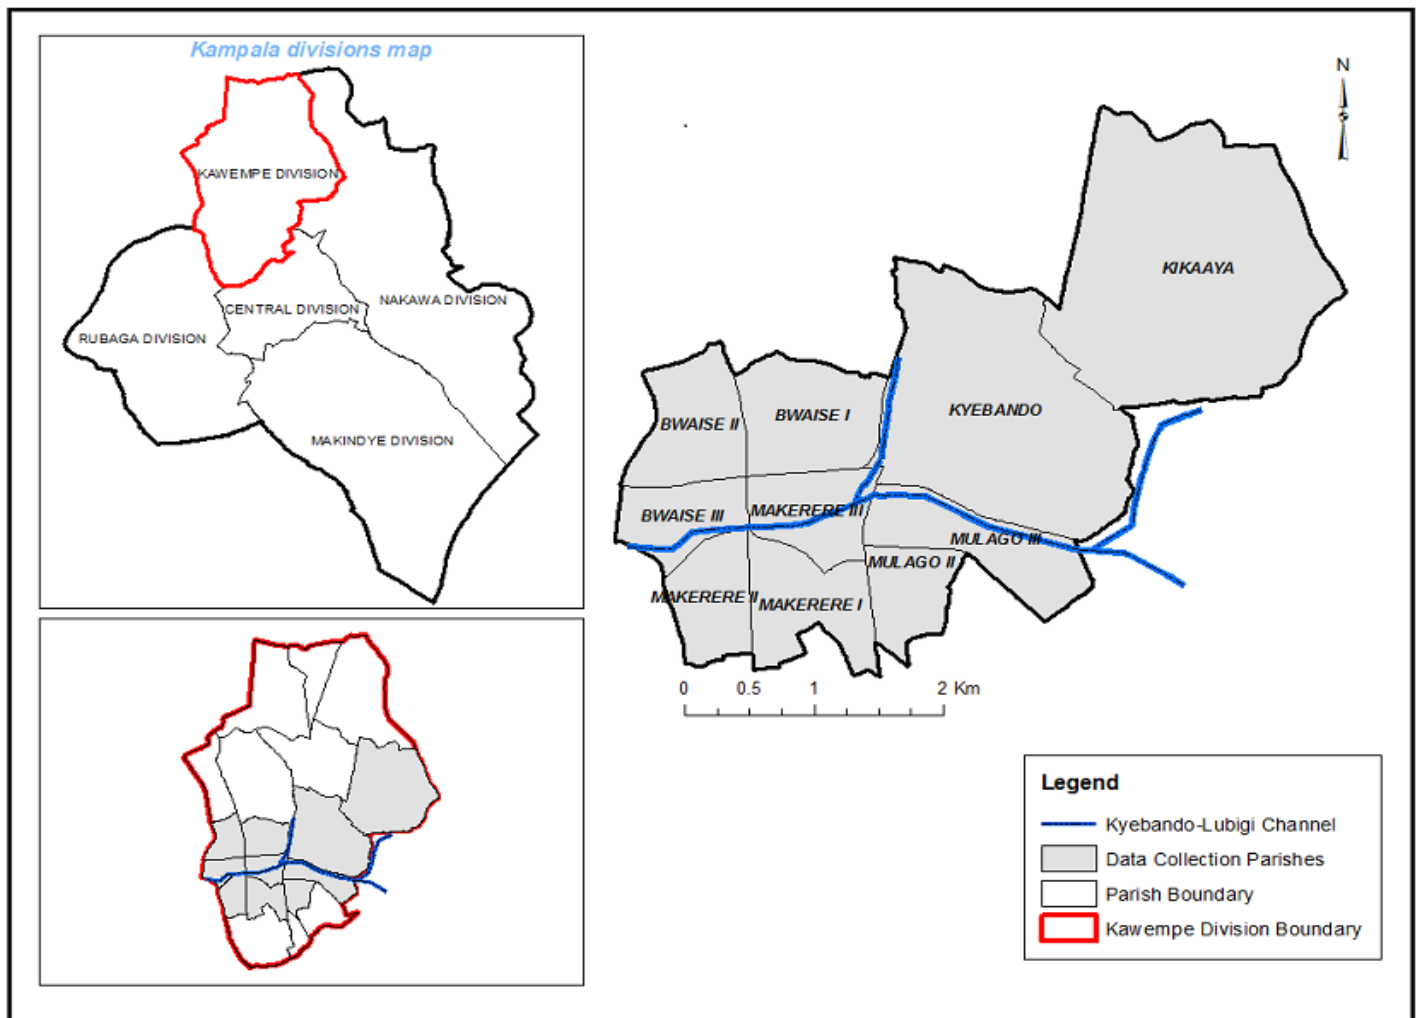 Kampala divisions map
KAWEMPE DIVISION
CENTRAL DIVISION
NAKAWA DIVISION
RUBAGA DIVISION
MAKINDYE DIVISION
N
KIKAAYA
KYEBANDO
BWAISE I
BWAISE II
BWAISE III
MAKERERE III
MULAGO III
MULAGO II
MAKERERE II
MAKERERE I
0 0.5 1 2 Km
Legend
Kyebando-Lubigi Channel
Data Collection Parishes
Parish Boundary
Kawempe Division Boundary